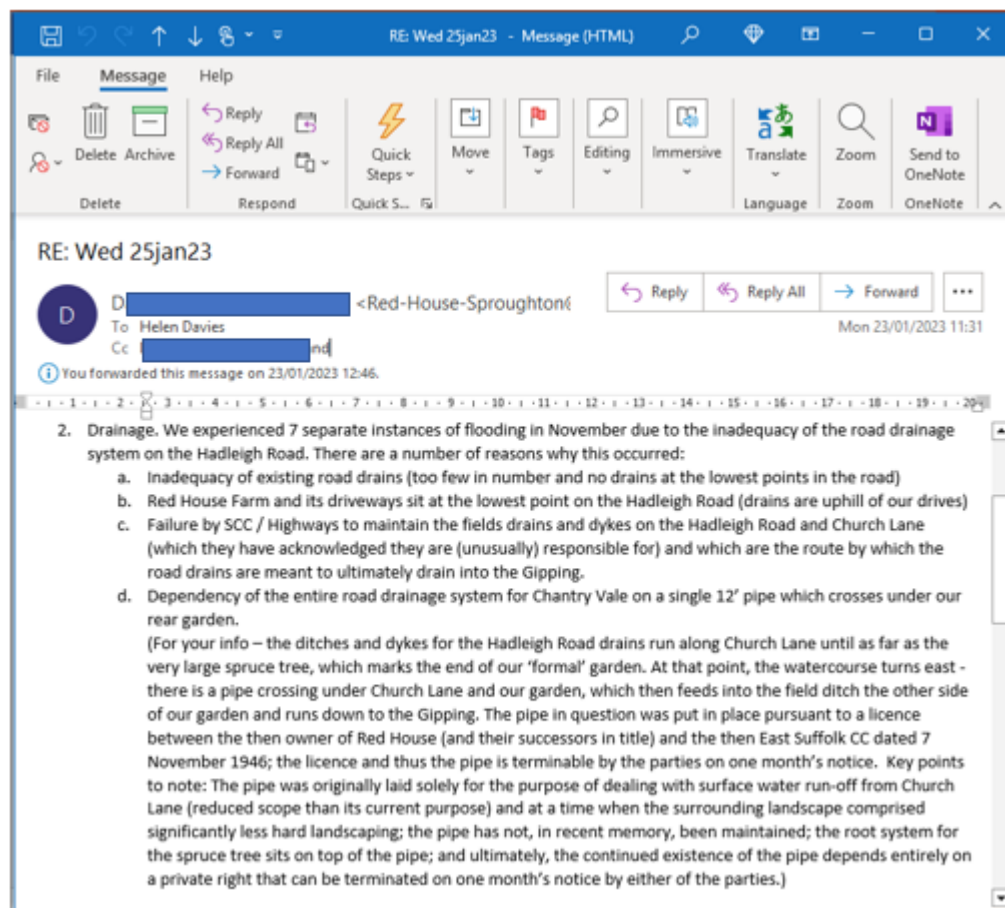 RE: Wed 25jan23 - Message (HTML)
File Message Help
Delete Archive
Reply
Reply All
Forward
Quick Steps
Move
Tags
Editing
Immersive
Translate
Zoom
Send to OneNote
Delete Respond Quick S... Language Zoom OneNote
RE: Wed 25jan23
D
D <Red-House-Sproughton
Reply Reply All Forward ...
To Helen Davies
Mon 23/01/2023 11:31
Cc nd
You forwarded this message on 23/01/2023 12:46.
1 2 3 4 5 6 7 8 9 10 11 12 13 14 15 16 17 18 19 20
2. Drainage. We experienced 7 separate instances of flooding in November due to the inadequacy of the road drainage
system on the Hadleigh Road. There are a number of reasons why this occurred:
a. Inadequacy of existing road drains (too few in number and no drains at the lowest points in the road)
b. Red House Farm and its driveways sit at the lowest point on the Hadleigh Road (drains are uphill of our drives)
c. Failure by SCC / Highways to maintain the fields drains and dykes on the Hadleigh Road and Church Lane
(which they have acknowledged they are (unusually) responsible for) and which are the route by which the
road drains are meant to ultimately drain into the Gipping.
d. Dependency of the entire road drainage system for Chantry Vale on a single 12’ pipe which crosses under our
rear garden.
(For your info – the ditches and dykes for the Hadleigh Road drains run along Church Lane until as far as the
very large spruce tree, which marks the end of our ‘formal’ garden. At that point, the watercourse turns east -
there is a pipe crossing under Church Lane and our garden, which then feeds into the field ditch the other side
of our garden and runs down to the Gipping. The pipe in question was put in place pursuant to a licence
between the then owner of Red House (and their successors in title) and the then East Suffolk CC dated 7
November 1946; the licence and thus the pipe is terminable by the parties on one month’s notice. Key points
to note: The pipe was originally laid solely for the purpose of dealing with surface water run-off from Church
Lane (reduced scope than its current purpose) and at a time when the surrounding landscape comprised
significantly less hard landscaping; the pipe has not, in recent memory, been maintained; the root system for
the spruce tree sits on top of the pipe; and ultimately, the continued existence of the pipe depends entirely on
a private right that can be terminated on one month’s notice by either of the parties.)